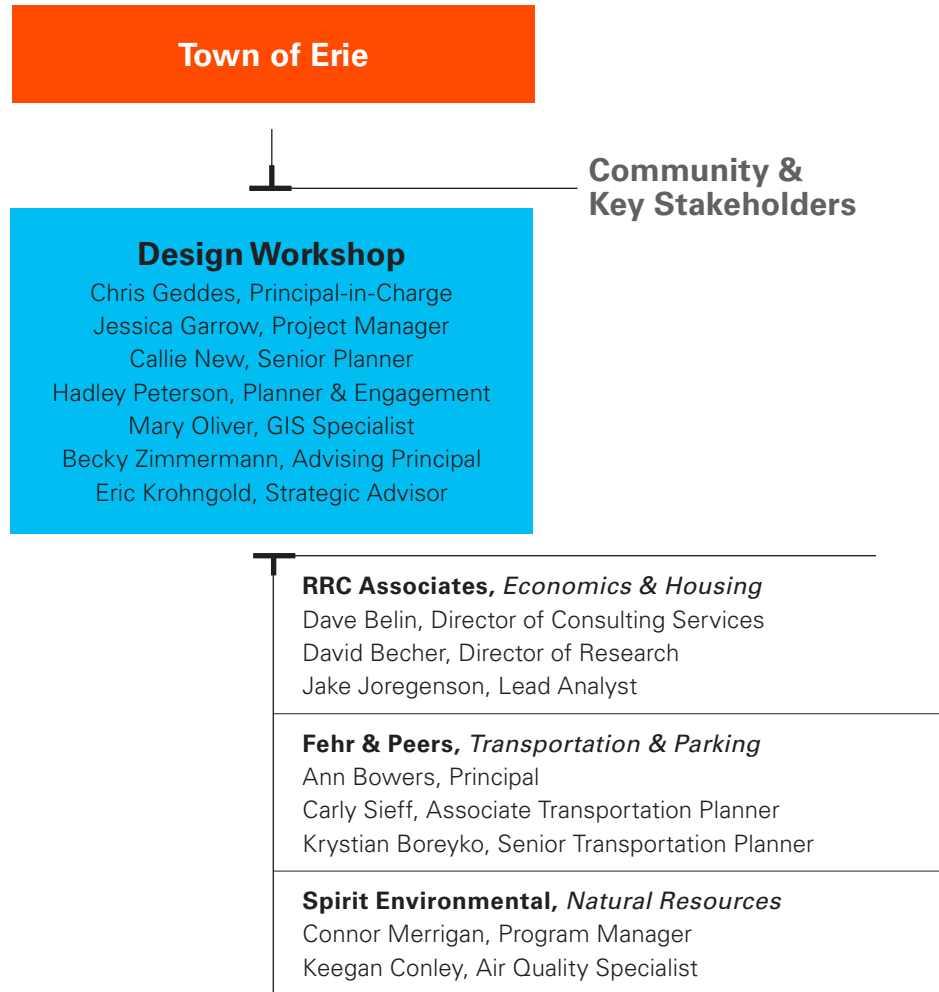 Town of Erie
Community &
Key Stakeholders
Design Workshop
Chris Geddes, Principal-in-Charge
Jessica Garrow, Project Manager
Callie New, Senior Planner
Hadley Peterson, Planner & Engagement
Mary Oliver, GIS Specialist
Becky Zimmermann, Advising Principal
Eric Krohngold, Strategic Advisor
RRC Associates, Economics & Housing
Dave Belin, Director of Consulting Services
David Becher, Director of Research
Jake Joregenson, Lead Analyst
Fehr & Peers, Transportation & Parking
Ann Bowers, Principal
Carly Sieff, Associate Transportation Planner
Krystian Boreyko, Senior Transportation Planner
Spirit Environmental, Natural Resources
Connor Merrigan, Program Manager
Keegan Conley, Air Quality Specialist